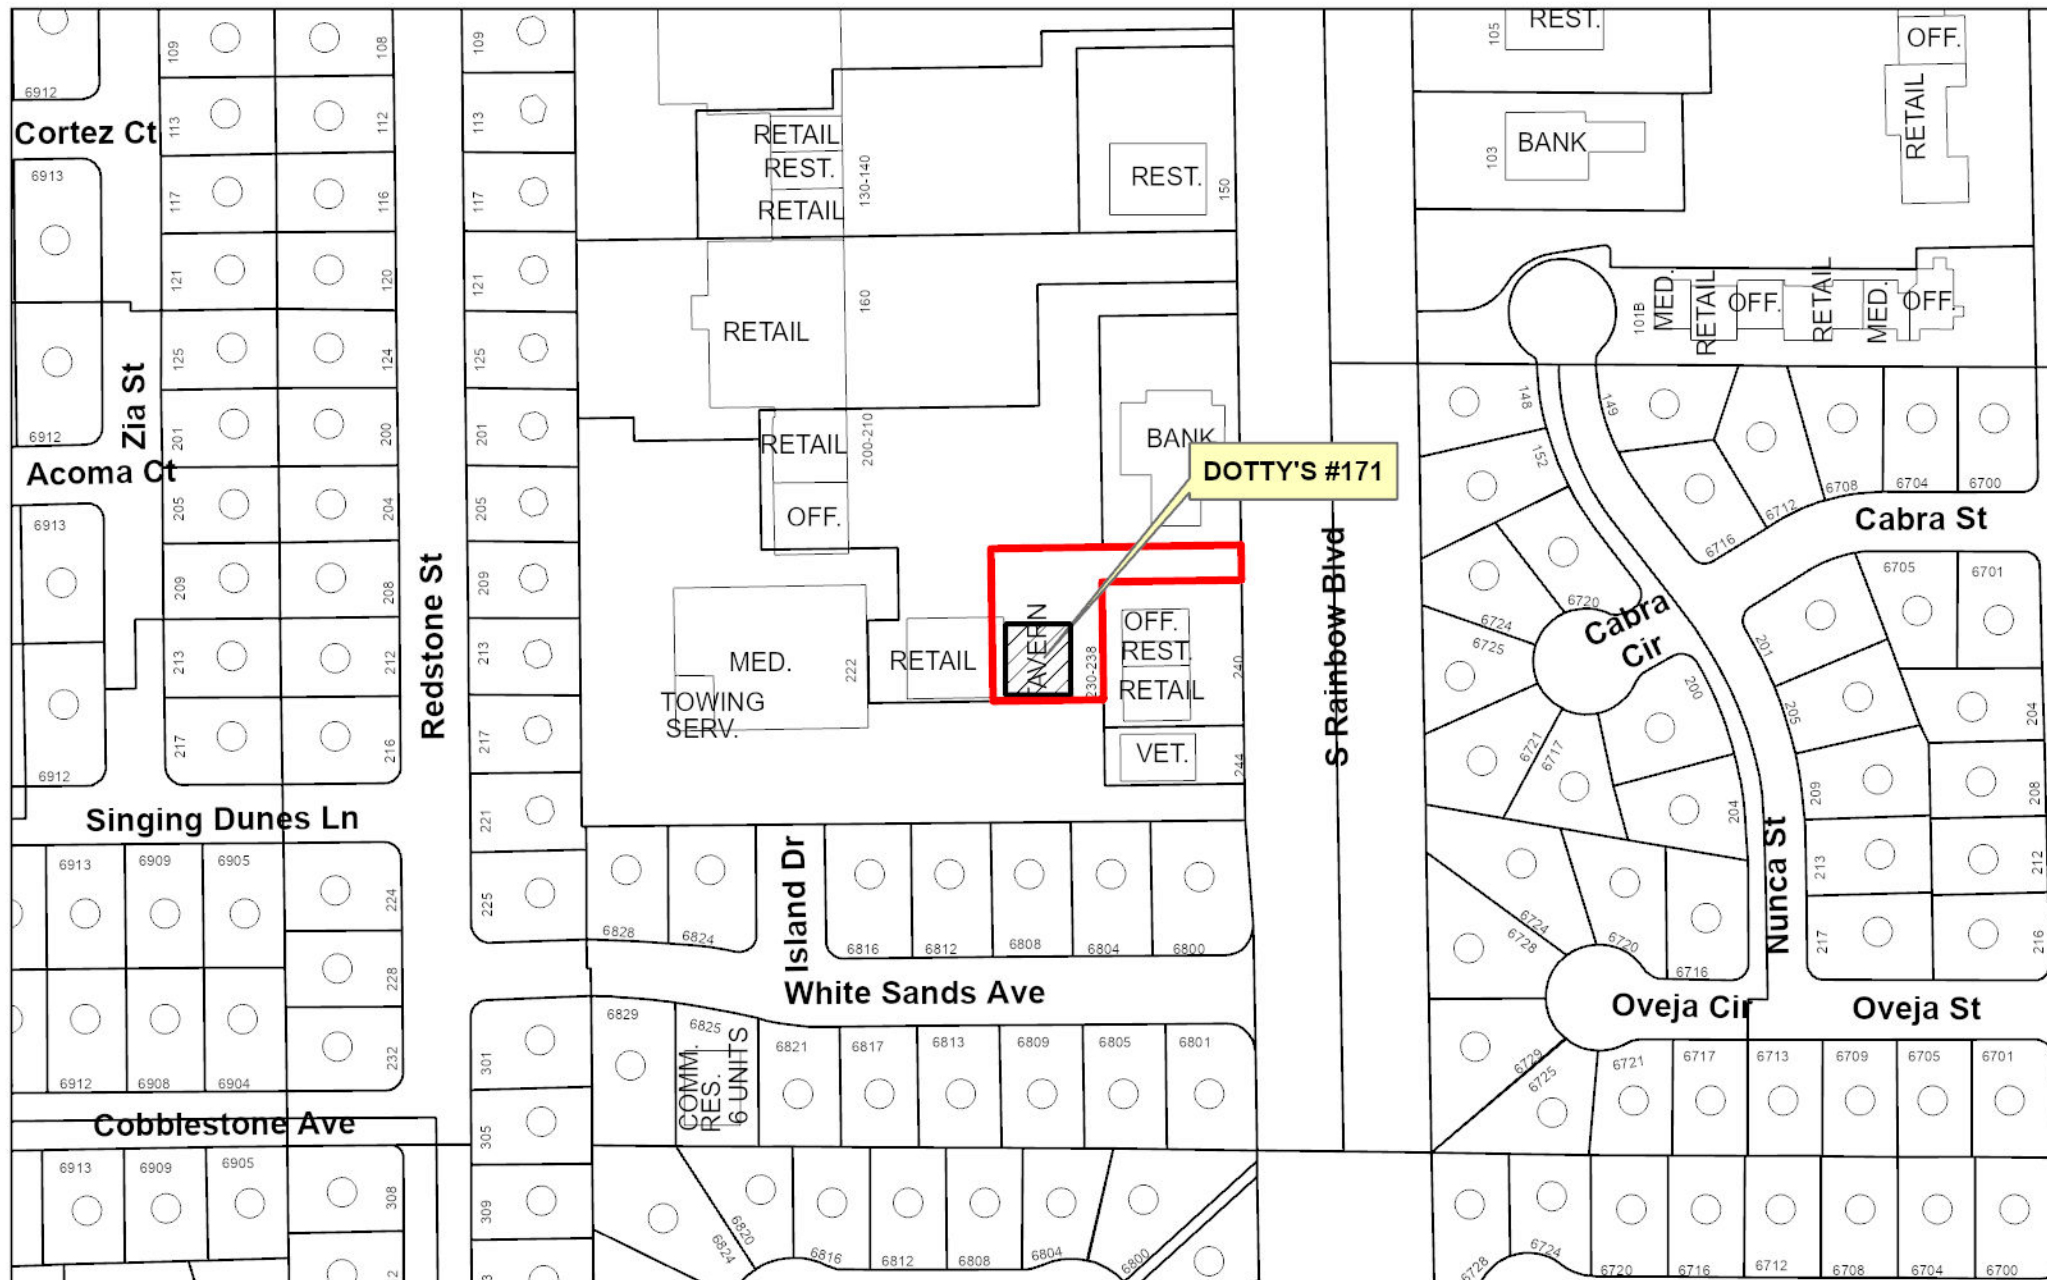 109
108
109
105
REST.
OFF.
6912
Cortez Ct
113
112
113
RETAIL
REST.
RETAIL
130-140
REST.
150
BANK
103
RETAIL
6913
117
116
117
121
120
121
160
RETAIL
101B
MED.
RETAIL
OFF.
RETAIL
MED.
OFF.
Zia St
125
124
125
148
149
6912
201
200
201
RETAIL
200-210
BANK
152
Acoma Ct
DOTTY'S #171
6708
6704
6700
6712
6716
Cabra St
6913
205
204
205
OFF.
209
208
209
Redstone St
S Rainbow Blvd
6720
6724
6725
Cabra
Cir
6705
6701
213
212
213
MED.
222
TOWING
SERV.
RETAIL
TAVERN
230-238
OFF.
REST.
RETAIL
240
200
201
205
204
6912
217
216
217
VET.
244
6721
6717
204
209
208
Singing Dunes Ln
221
Island Dr
Nunca St
213
212
6913
6909
6905
224
225
6828
6824
6816
6812
6808
6804
6800
6724
6728
6720
6716
217
216
228
White Sands Ave
Oveja Cir
Oveja St
6912
6908
6904
232
301
6829
6825
COMM.
RES.
6 UNITS
6821
6817
6813
6809
6805
6801
6729
6725
6721
6717
6713
6709
6705
6701
Cobblestone Ave
305
6913
6909
6905
308
309
6820
6824
6816
6812
6808
6804
6800
6728
6724
6720
6716
6712
6708
6704
6700